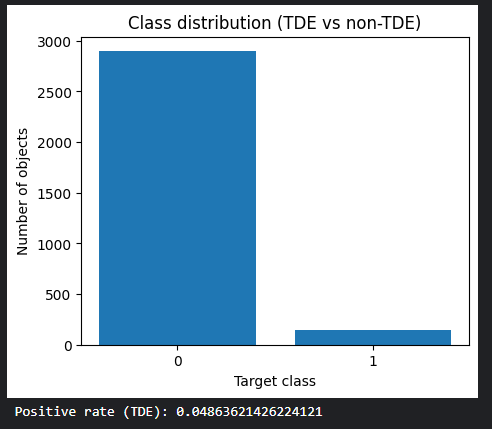 Class distribution (TDE vs non-TDE)
3000
2500
2000
1500
1000
500
0
Number of objects
0 1
Target class
Positive rate (TDE): 0.04863621426224121